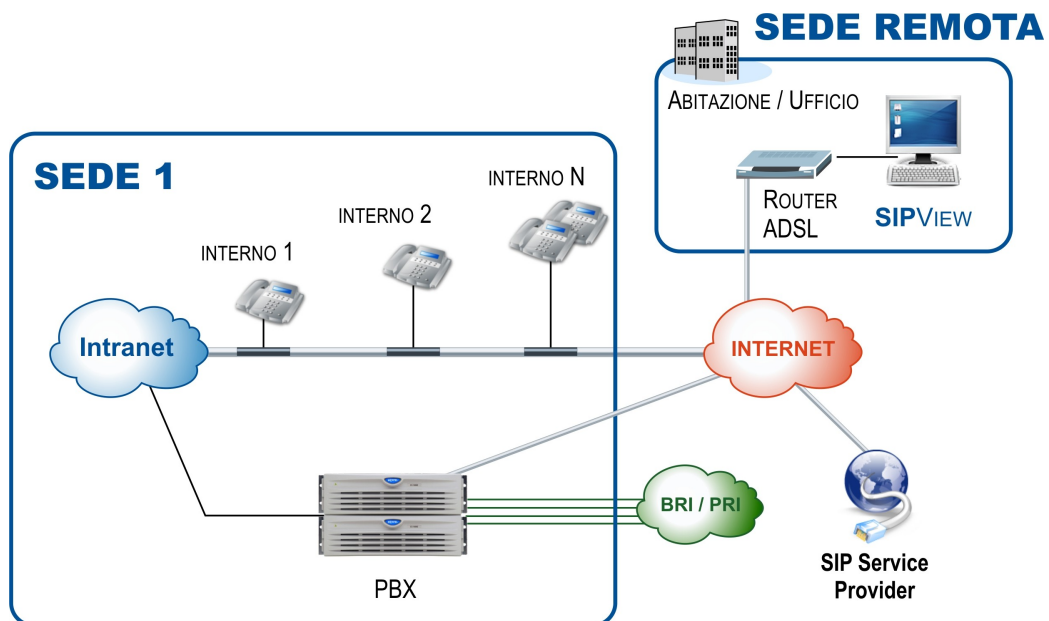 SEDE REMOTA
ABITAZIONE / UFFICIO
ROUTER
ADSL
SIPVIEW
SEDE 1
INTERNO N
INTERNO 2
INTERNO 1
Intranet
INTERNET
BRI / PRI
PBX
SIP Service
Provider